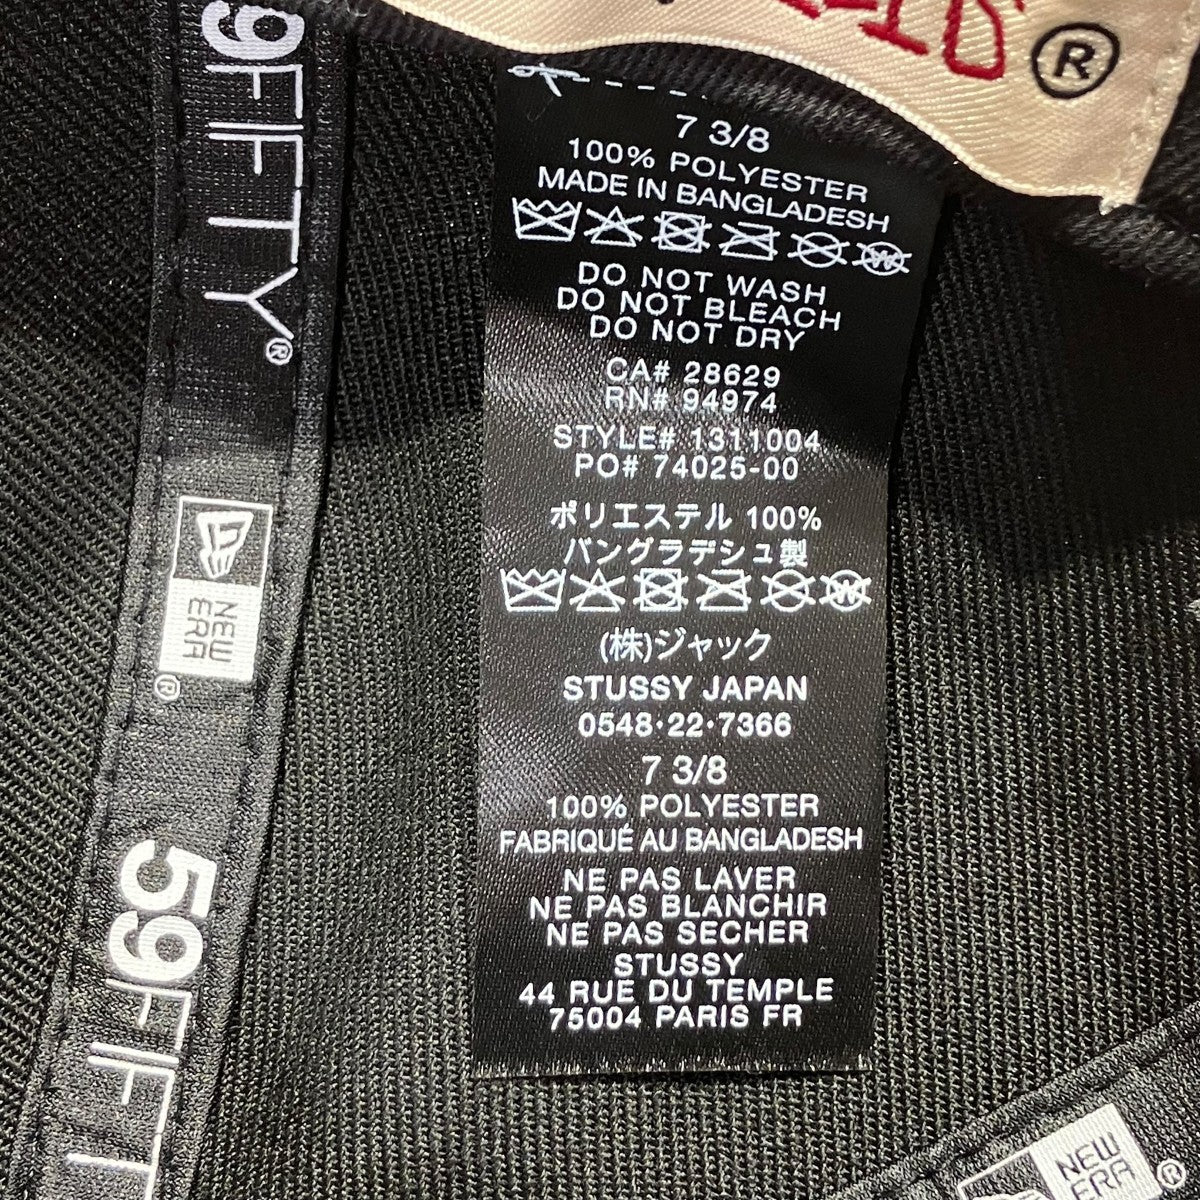 9FIFTY®
NEW
ERA
®
59FIFT
®
7 3/8
100% POLYESTER
MADE IN BANGLADESH
DO NOT WASH
DO NOT BLEACH
DO NOT DRY
CA# 28629
RN# 94974
STYLE# 1311004
PO# 74025-00
ポリエステル 100%
バングラデシュ製
(株)ジャック
STUSSY JAPAN
0548·22·7366
7 3/8
100% POLYESTER
FABRIQUÉ AU BANGLADESH
NE PAS LAVER
NE PAS BLANCHIR
NE PAS SECHER
STUSSY
44 RUE DU TEMPLE
75004 PARIS FR
NEW
ERA
®